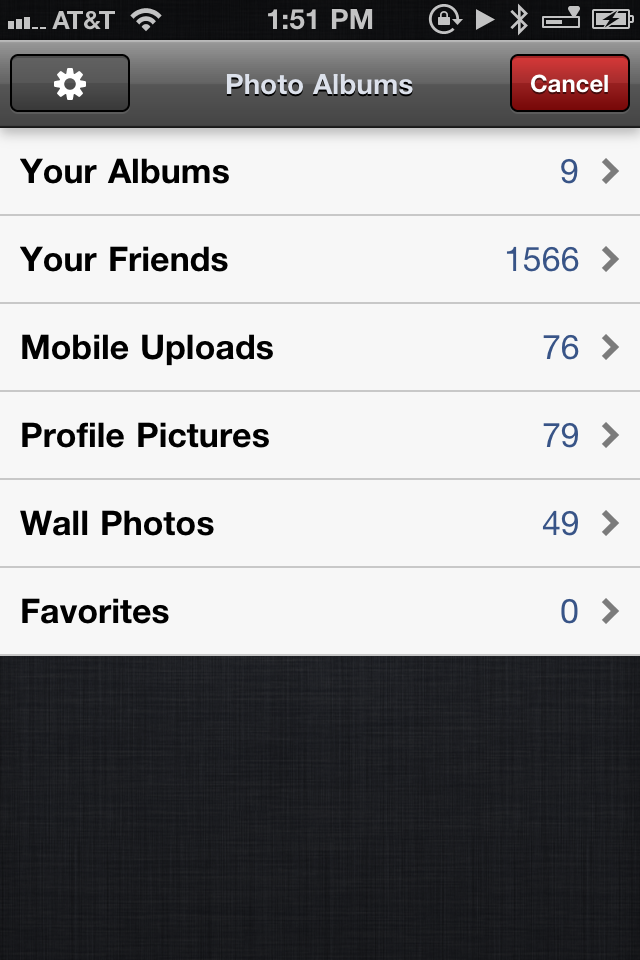 AT&T 1:51 PM
Photo Albums Cancel
Your Albums 9
Your Friends 1566
Mobile Uploads 76
Profile Pictures 79
Wall Photos 49
Favorites 0